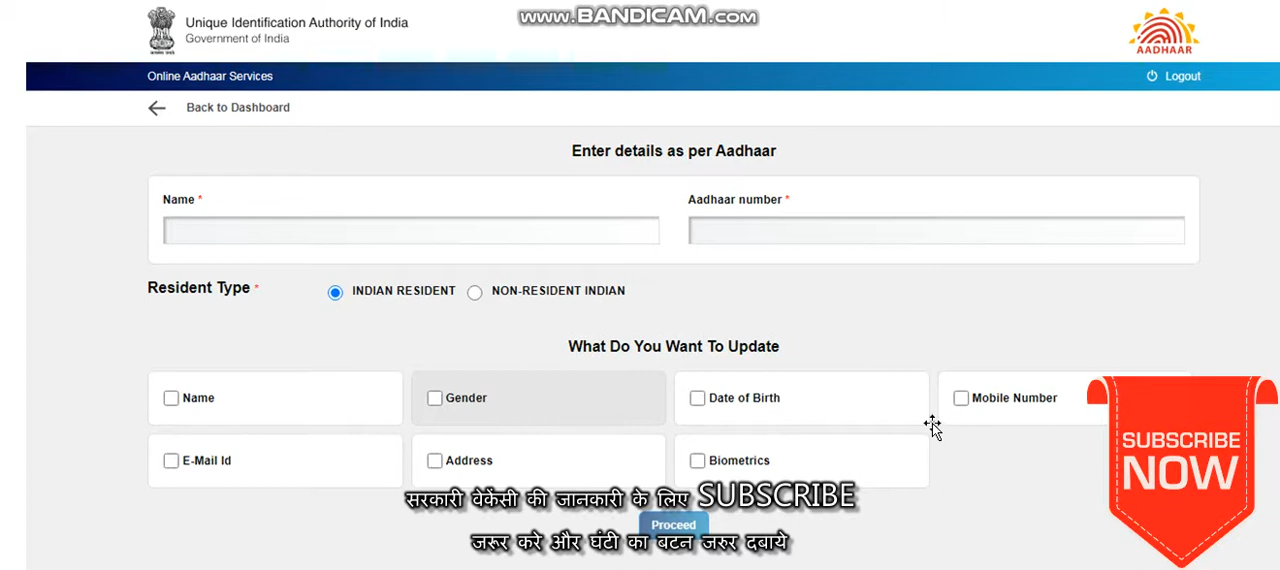 www.BANDICAM.com
Unique Identification Authority of India
Government of India
AADHAAR
Online Aadhaar Services
Logout
Back to Dashboard
Enter details as per Aadhaar
Name *
Aadhaar number *
Resident Type *
INDIAN RESIDENT
NON-RESIDENT INDIAN
What Do You Want To Update
Name
Gender
Date of Birth
Mobile Number
E-Mail Id
Address
Biometrics
SUBSCRIBE
NOW
सरकारी वेकेंसी की जानकारी के लिए SUBSCRIBE
Proceed
जरूर करे और घंटी का बटन जरुर दबाये